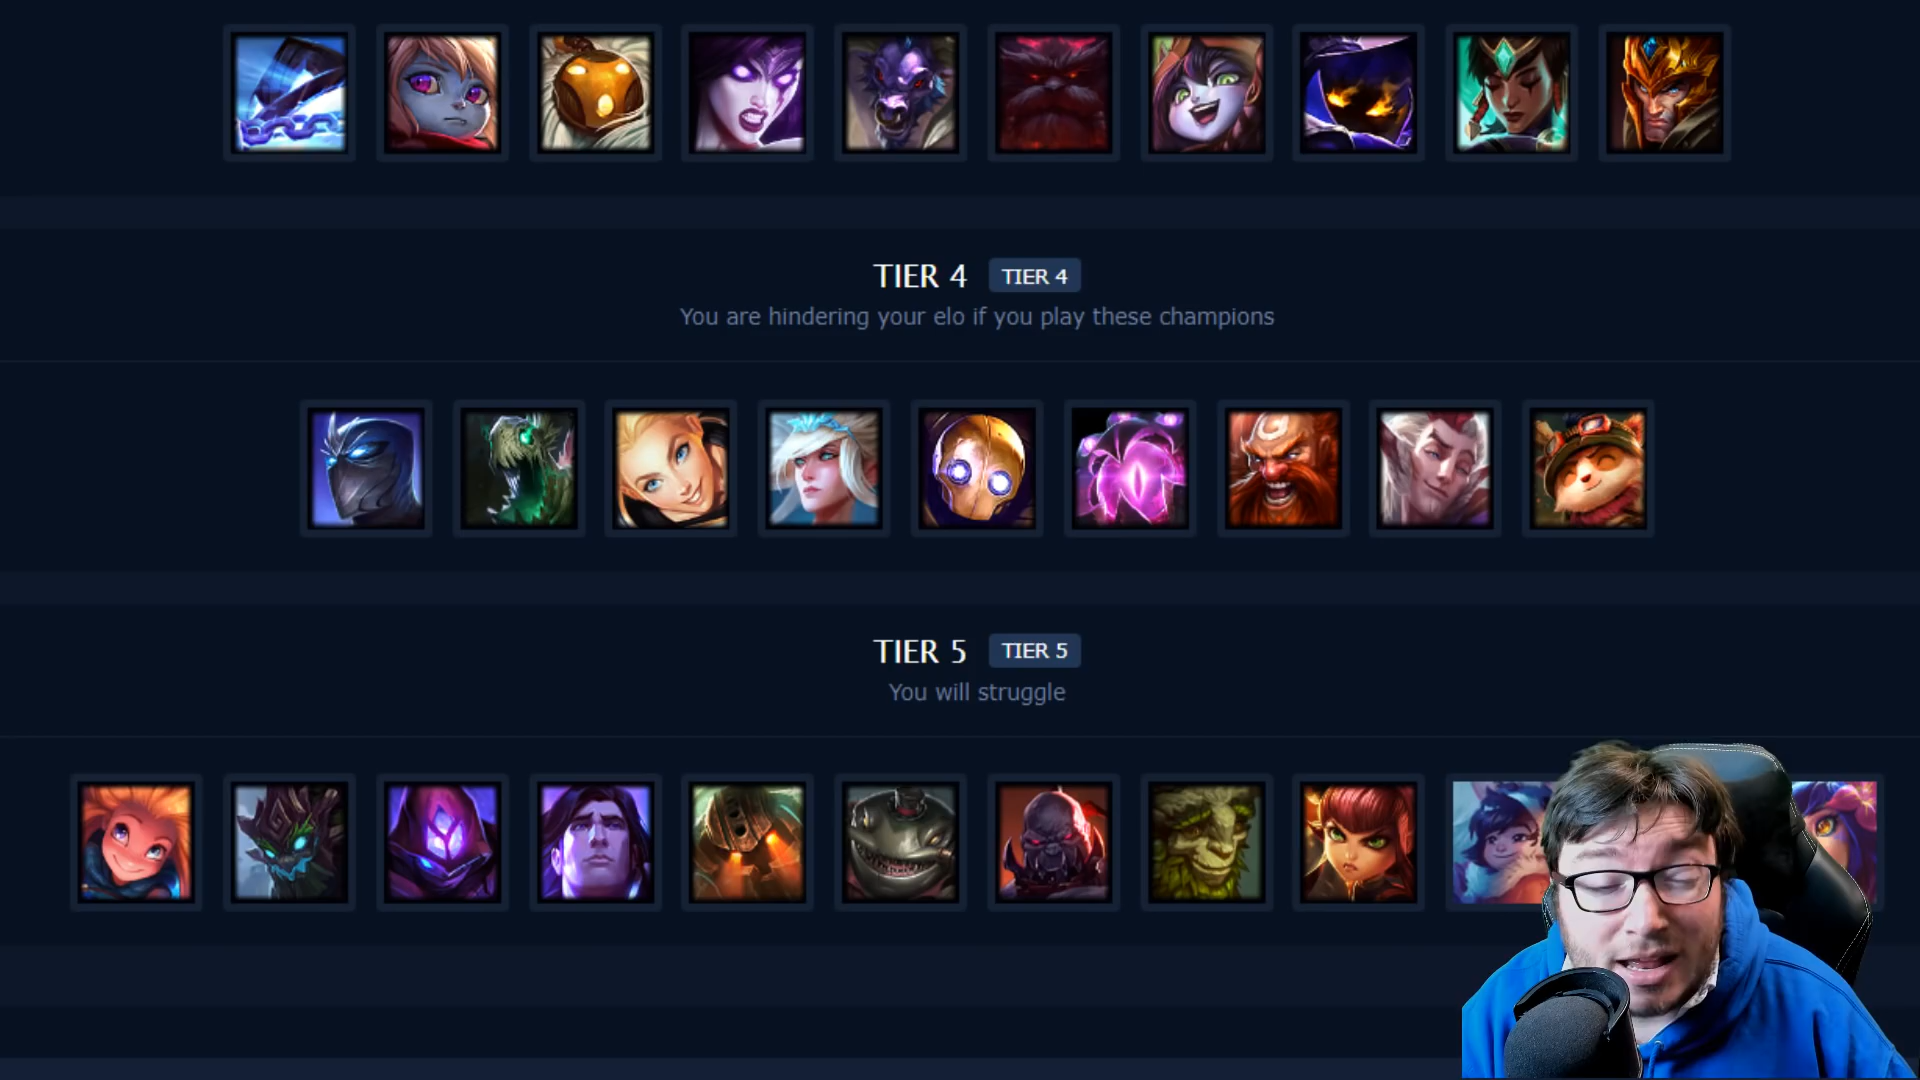 TIER 4 TIER 4
You are hindering your elo if you play these champions
TIER 5 TIER 5
You will struggle